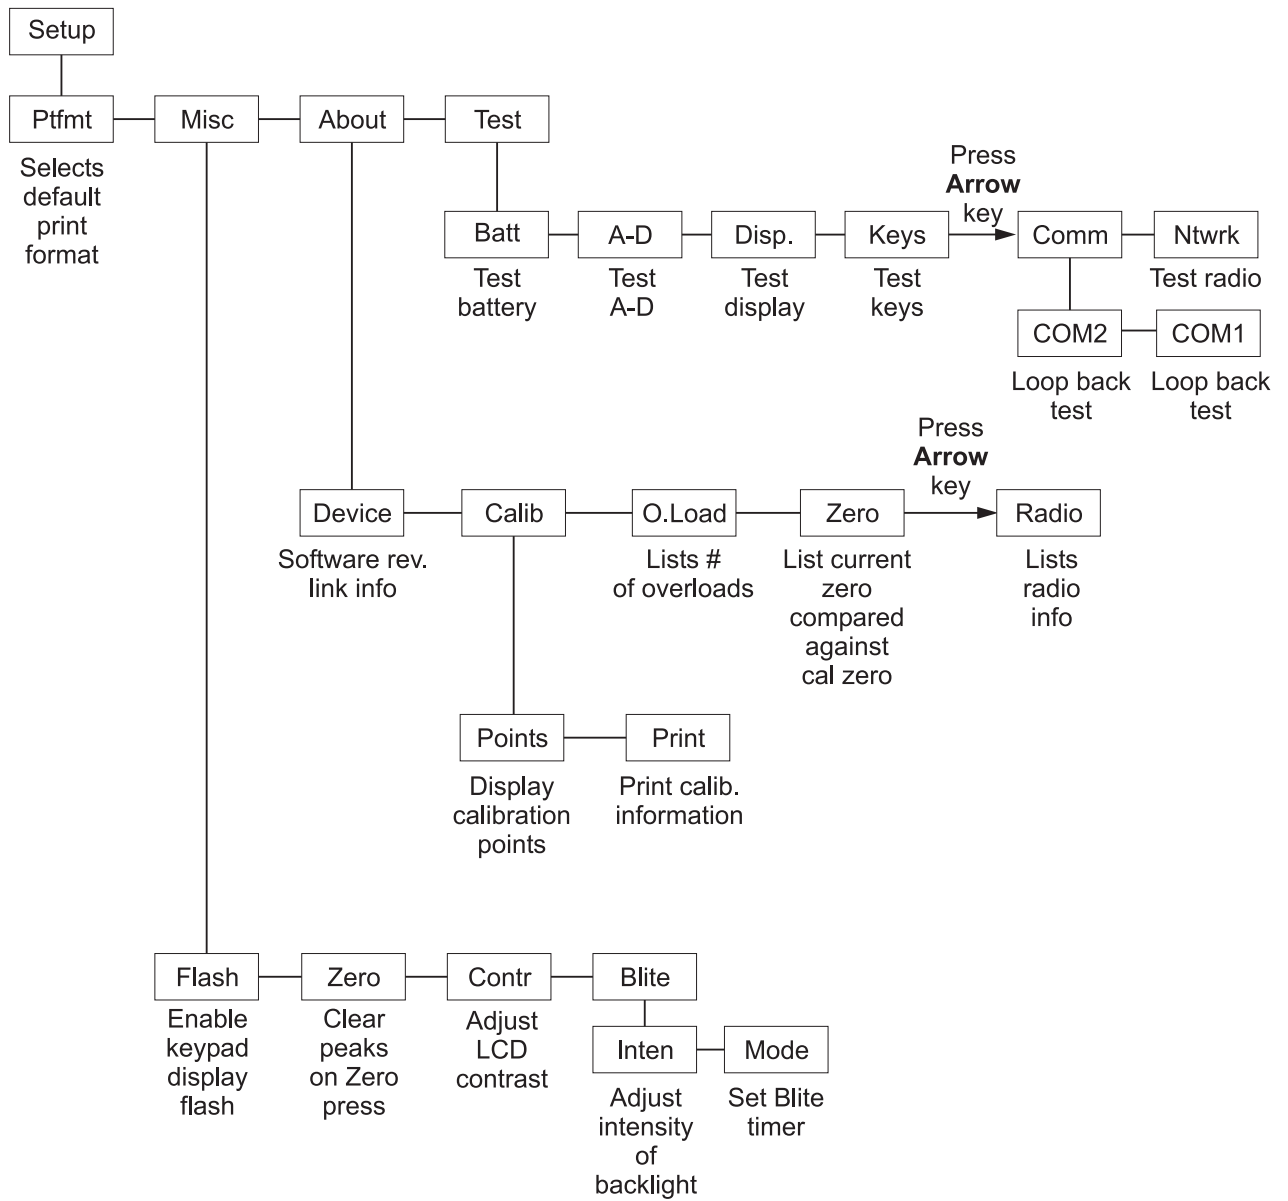 Setup
Ptfmt
Misc
About
Test
Selects
default
print
format
Press
Arrow
key
Batt
A-D
Disp.
Keys
Comm
Ntwrk
Test
battery
Test
A-D
Test
display
Test
keys
Test radio
COM2
COM1
Loop back
test
Loop back
test
Press
Arrow
key
Device
Calib
O.Load
Zero
Radio
Software rev.
link info
Lists #
of overloads
List current
zero
compared
against
cal zero
Lists
radio
info
Points
Print
Display
calibration
points
Print calib.
information
Flash
Zero
Contr
Blite
Enable
keypad
display
flash
Clear
peaks
on Zero
press
Adjust
LCD
contrast
Inten
Mode
Adjust
intensity
of
backlight
Set Blite
timer